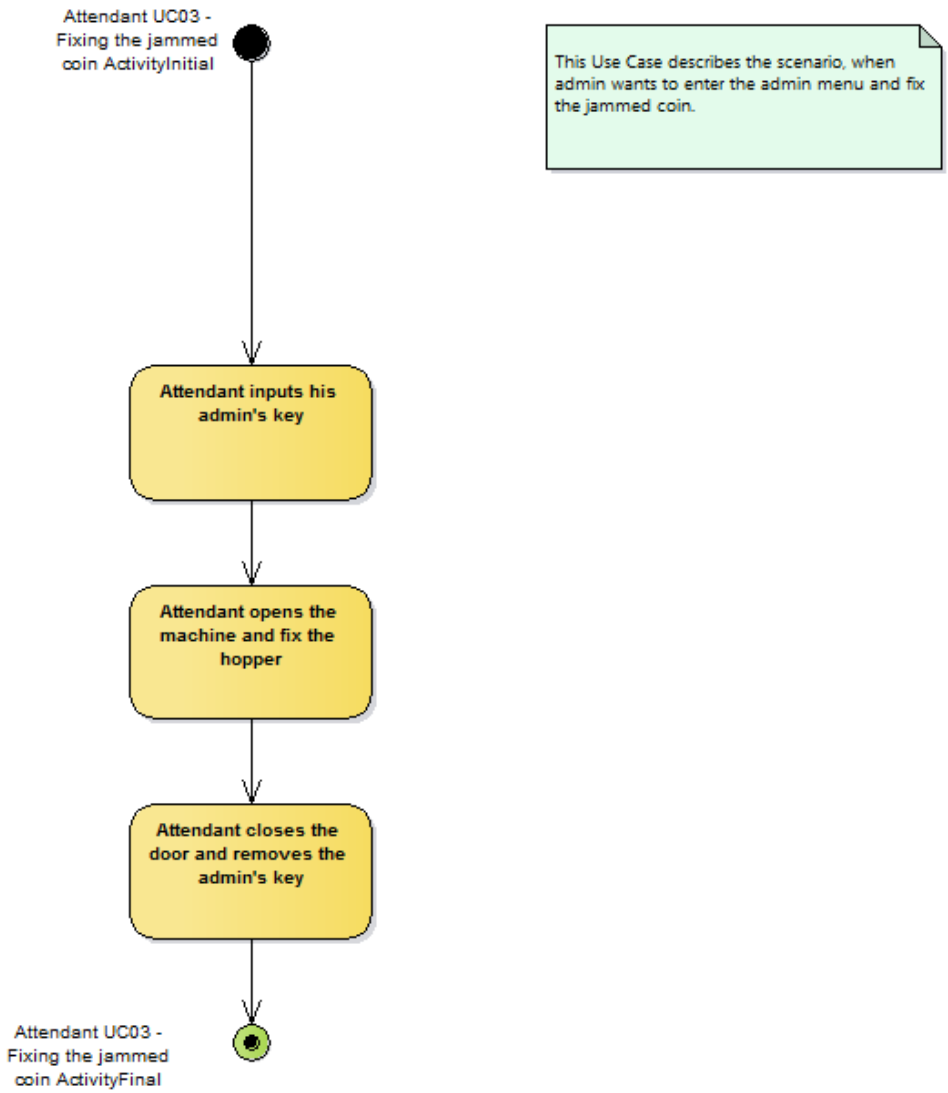 Attendant UC03 -
Fixing the jammed
coin ActivityInitial
This Use Case describes the scenario, when
admin wants to enter the admin menu and fix
the jammed coin.
Attendant inputs his
admin's key
Attendant opens the
machine and fix the
hopper
Attendant closes the
door and removes the
admin's key
Attendant UC03 -
Fixing the jammed
coin ActivityFinal